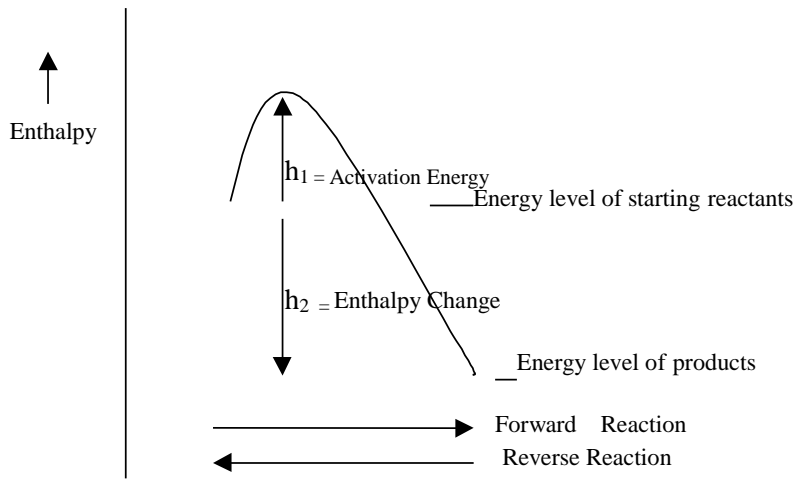 Enthalpy
h1 = Activation Energy
Energy level of starting reactants
h2 = Enthalpy Change
Energy level of products
Forward Reaction
Reverse Reaction